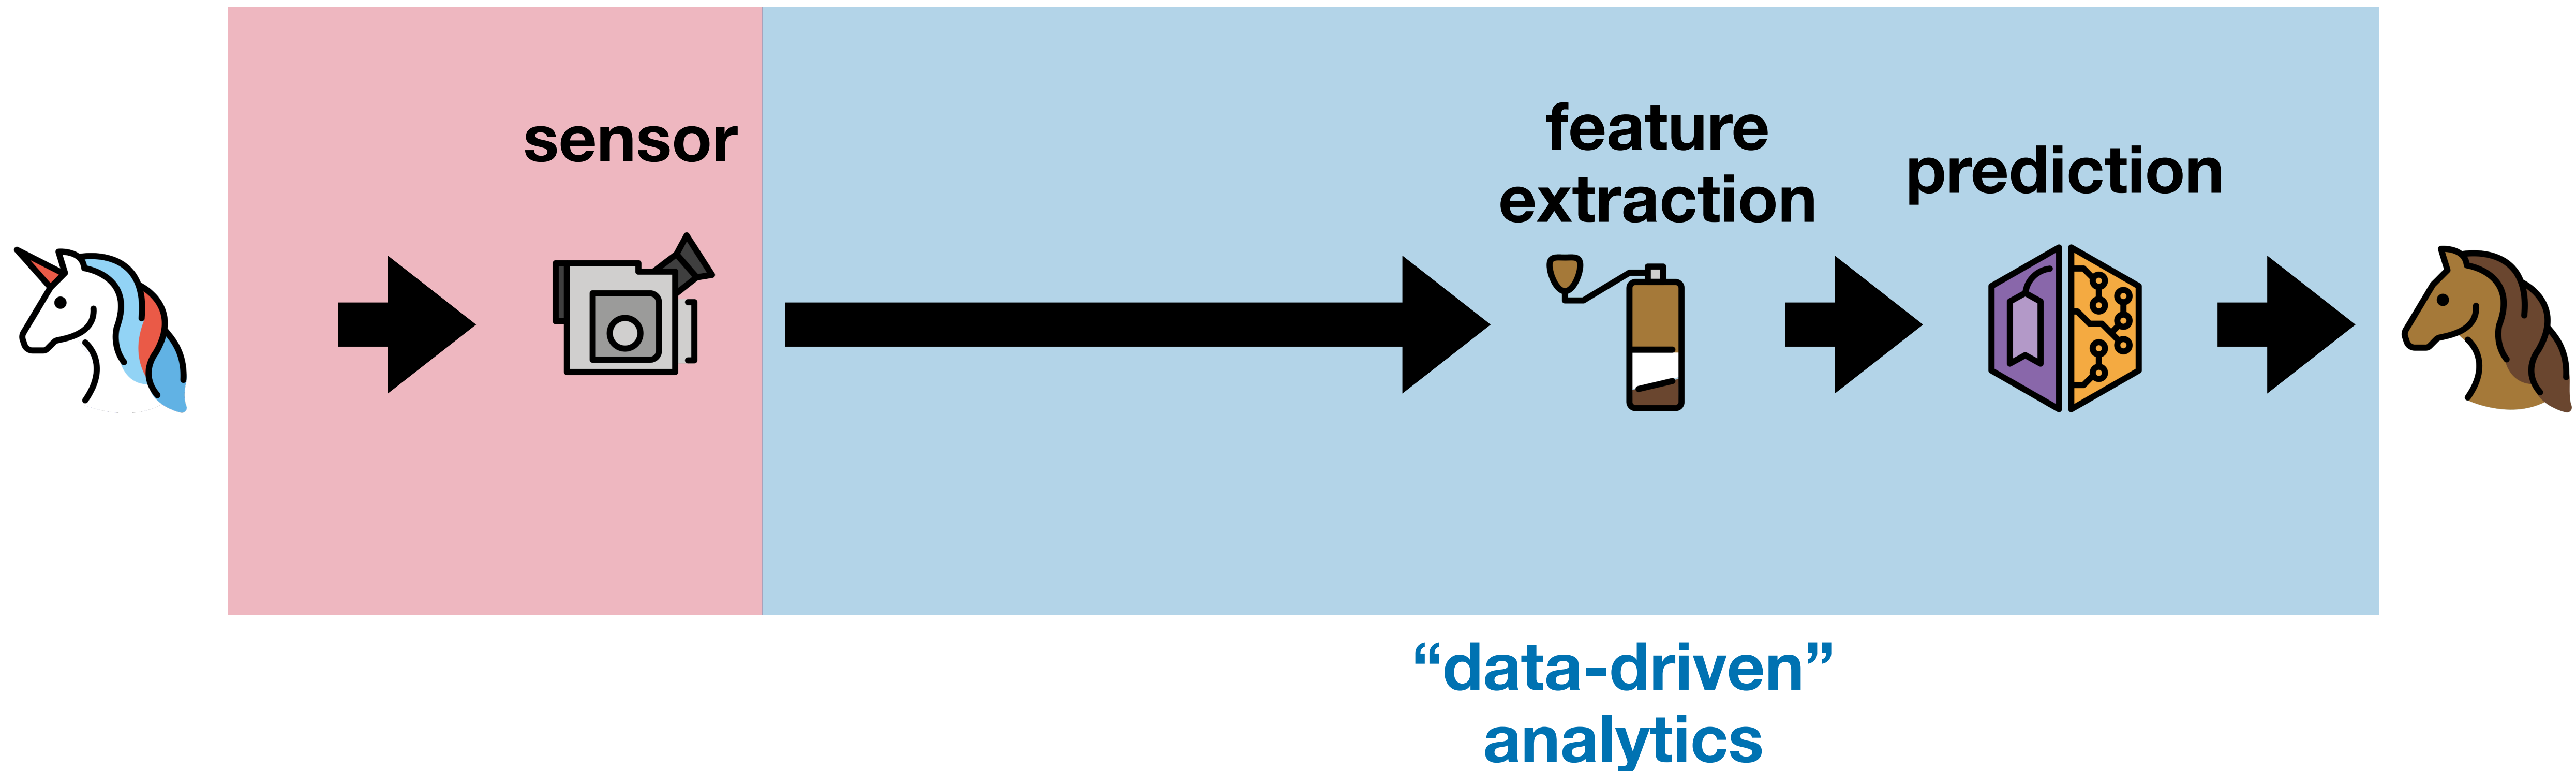 sensor
feature
extraction
prediction
“data-driven”
analytics